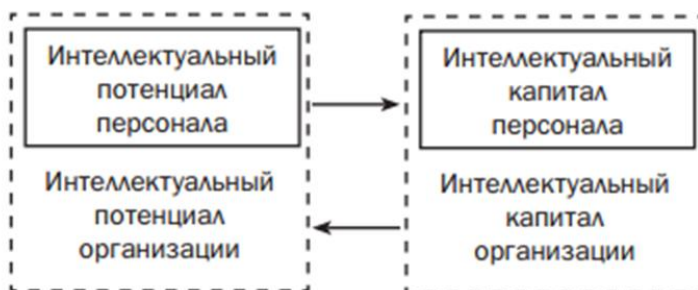 Интеллектуальный
потенциал
персонала
Интеллектуальный
потенциал
организации
Интеллектуальный
капитал
персонала
Интеллектуальный
капитал
организации